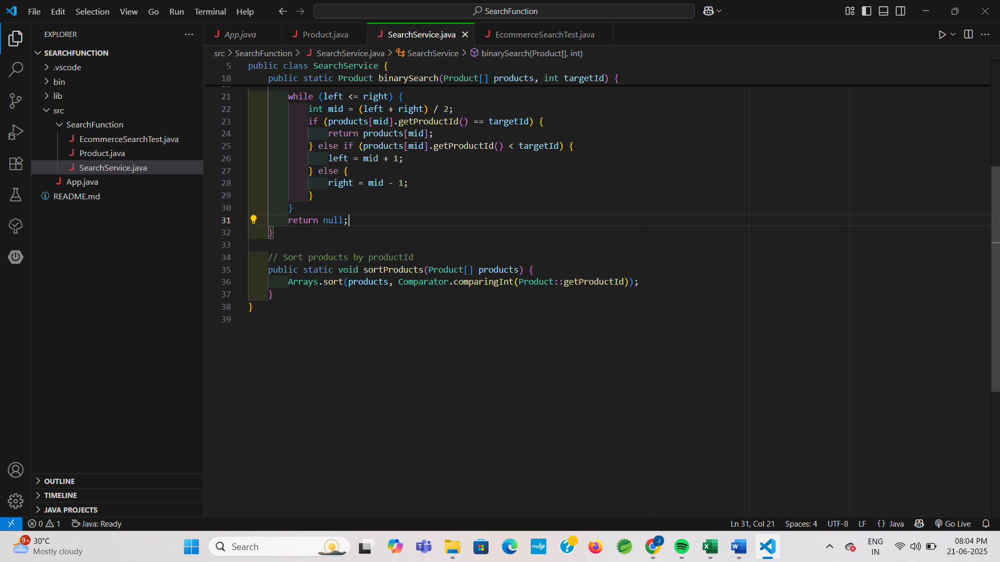 File Edit Selection View Go Run Terminal Help
SearchFunction
EXPLORER
SEARCHFUNCTION
.vscode
bin
lib
src
SearchFunction
EcommerceSearchTest.java
Product.java
SearchService.java
App.java
README.md
OUTLINE
TIMELINE
JAVA PROJECTS
App.java Product.java SearchService.java EcommerceSearchTest.java
src > SearchFunction > SearchService.java > SearchService > binarySearch(Product[], int)
5 public class SearchService {
18 public static Product binarySearch(Product[] products, int targetId) {
21 while (left <= right) {
22 int mid = (left + right) / 2;
23 if (products[mid].getProductId() == targetId) {
24 return products[mid];
25 } else if (products[mid].getProductId() < targetId) {
26 left = mid + 1;
27 } else {
28 right = mid - 1;
29 }
30 }
31 return null;
32 }
33
34 // Sort products by productId
35 public static void sortProducts(Product[] products) {
36 Arrays.sort(products, Comparator.comparingInt(Product::getProductId));
37 }
38 }
39
0 1 Java: Ready Ln 31, Col 21 Spaces: 4 UTF-8 LF {} Java Go Live
9+ 30°C
Mostly cloudy
Search
myhp
ENG
IN
08:04 PM
21-06-2025